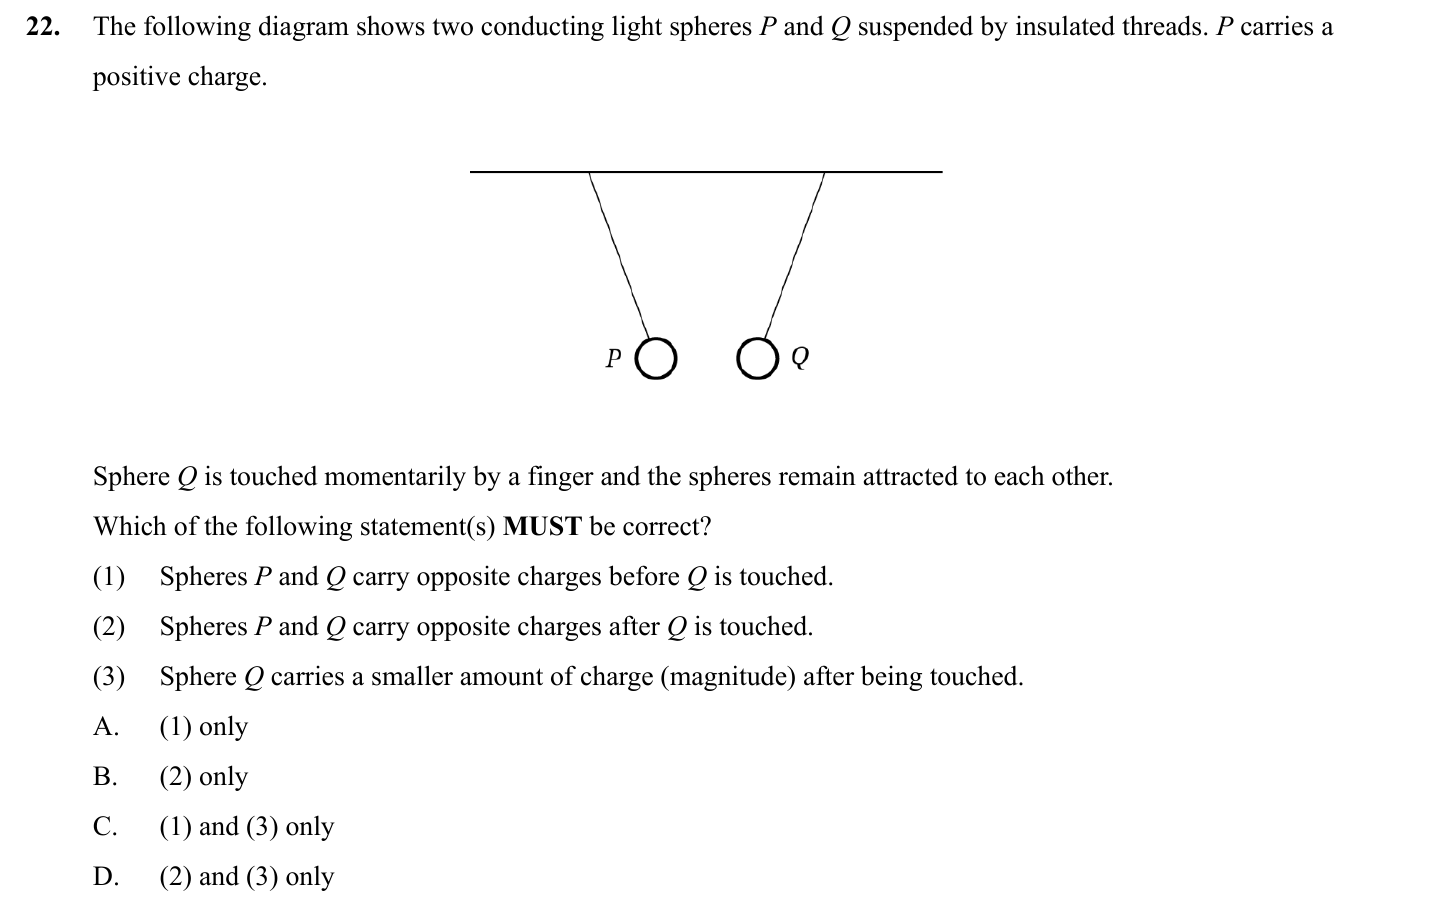 22. The following diagram shows two conducting light spheres P and Q suspended by insulated threads. P carries a
positive charge.
P
Q
Sphere Q is touched momentarily by a finger and the spheres remain attracted to each other.
Which of the following statement(s) MUST be correct?
(1) Spheres P and Q carry opposite charges before Q is touched.
(2) Spheres P and Q carry opposite charges after Q is touched.
(3) Sphere Q carries a smaller amount of charge (magnitude) after being touched.
A. (1) only
B. (2) only
C. (1) and (3) only
D. (2) and (3) only